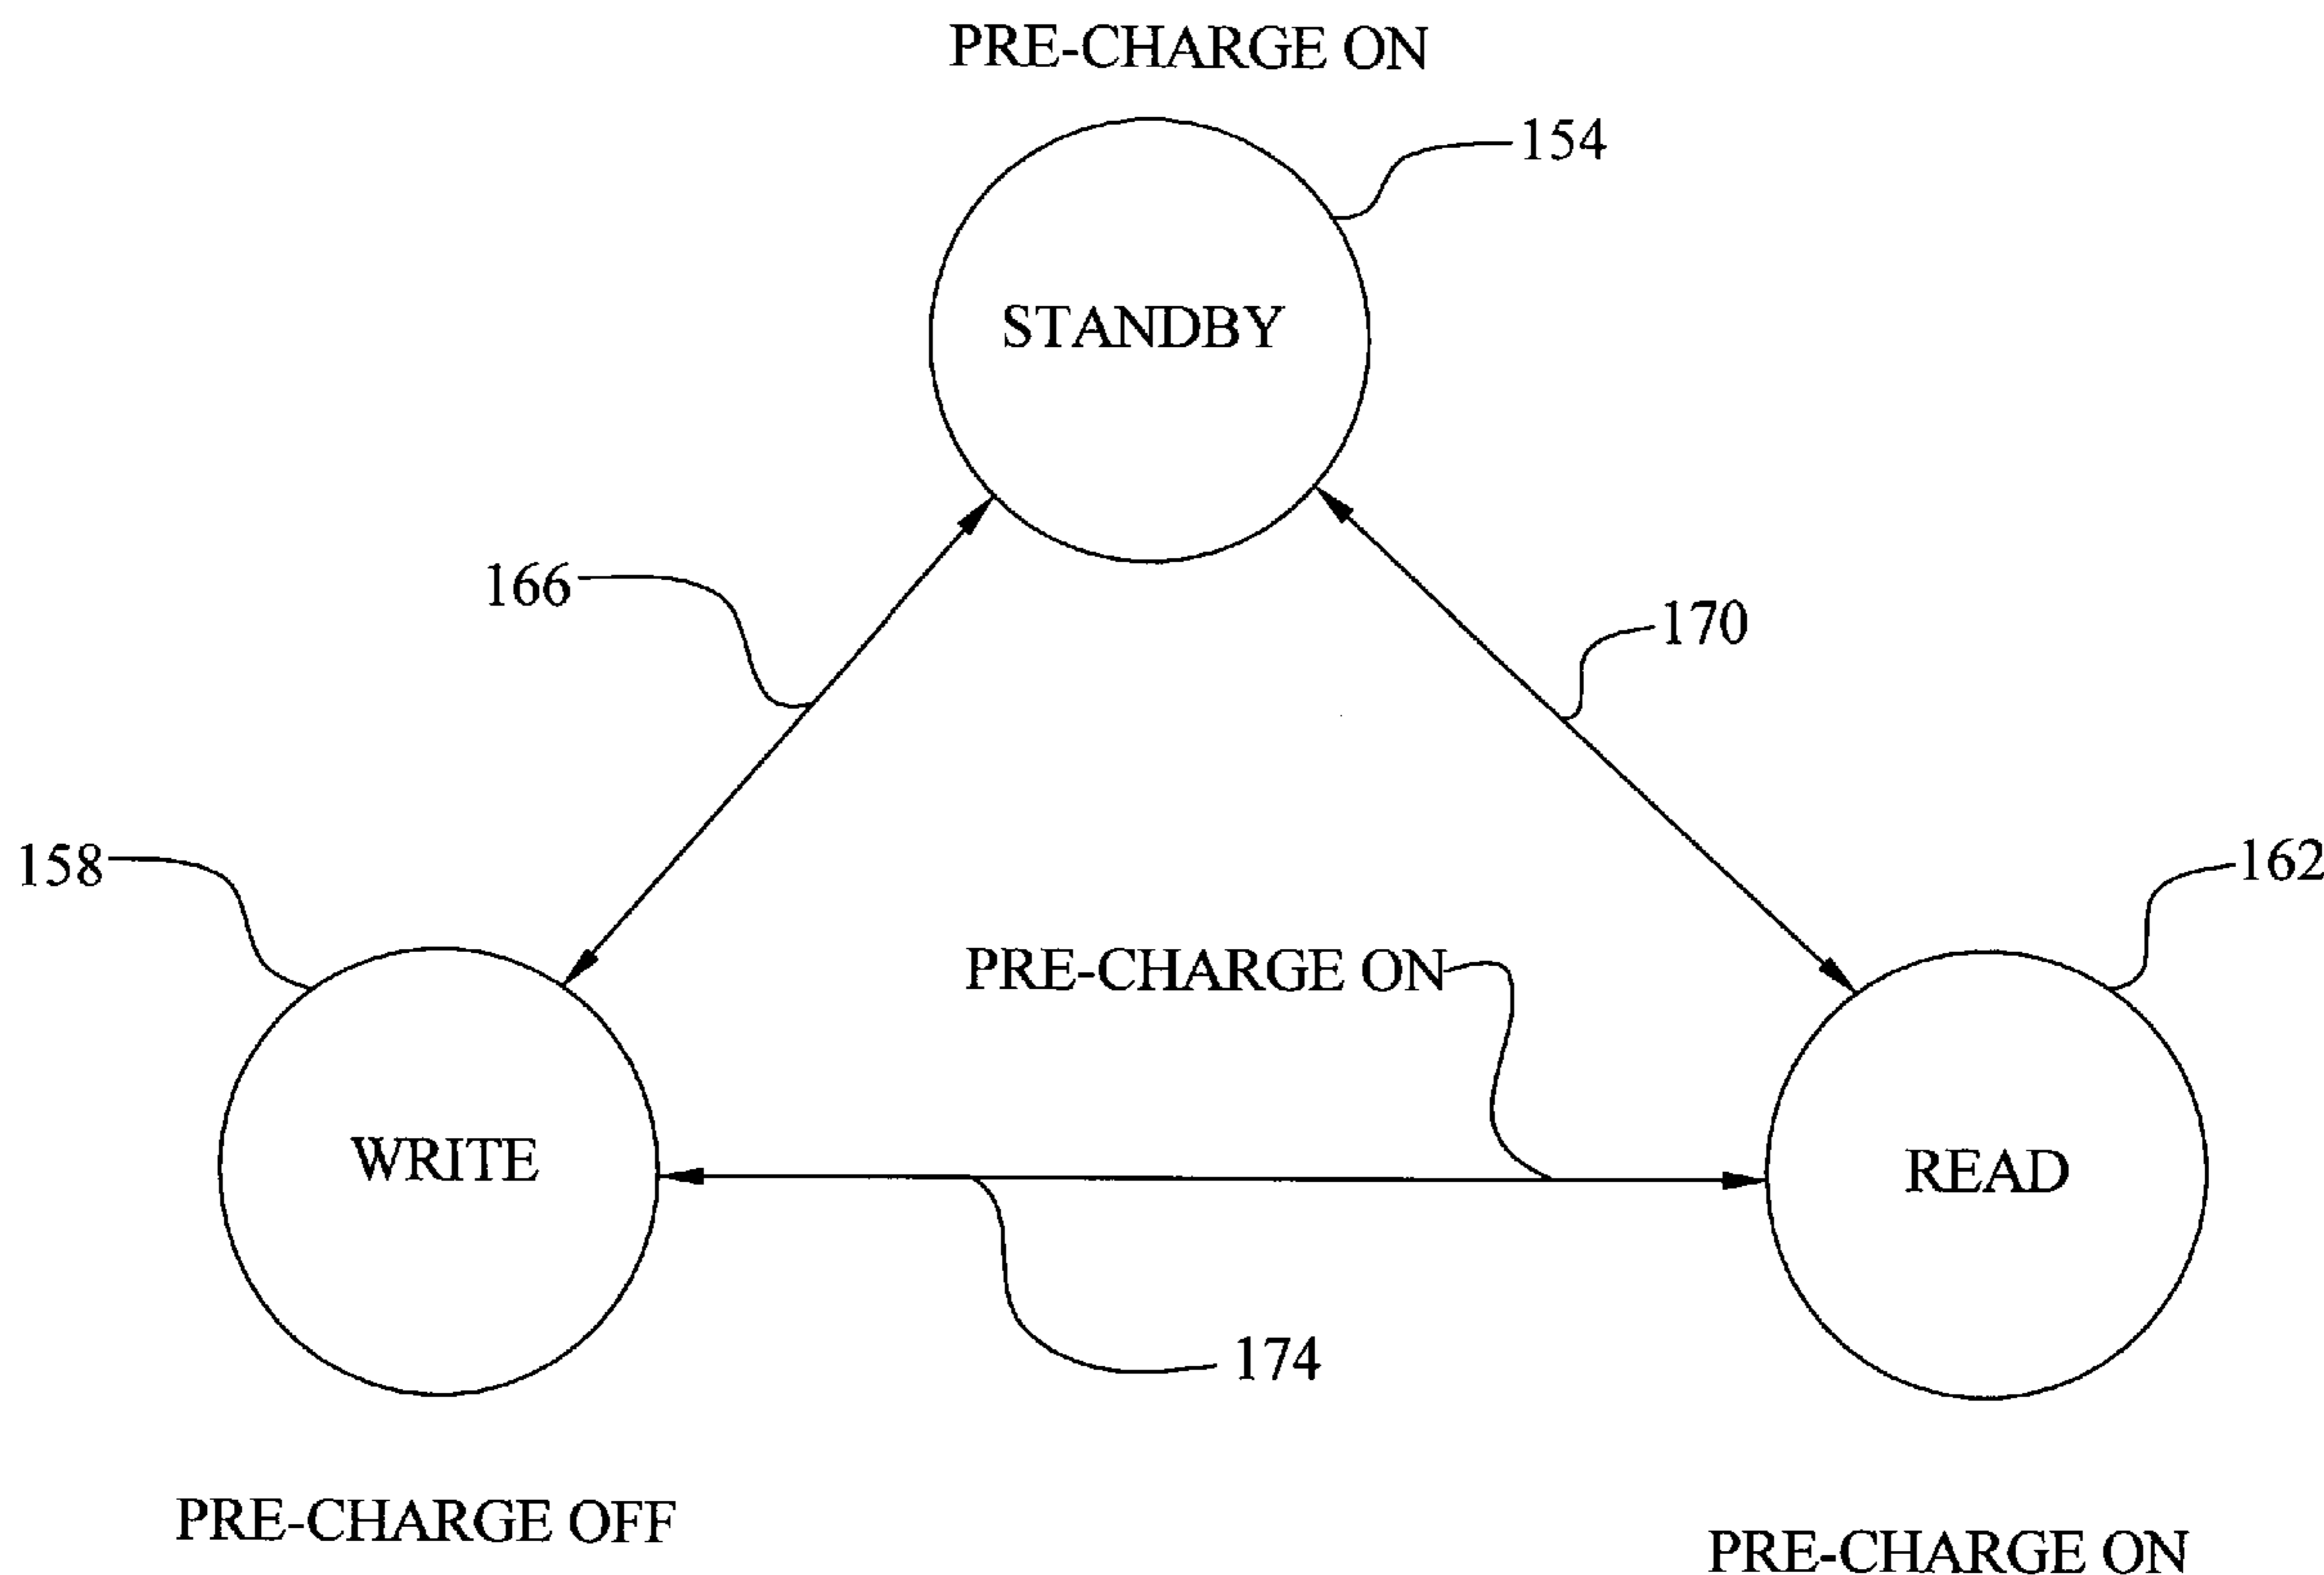 PRE-CHARGE ON
154
STANDBY
166
170
158
162
PRE-CHARGE ON
WRITE
READ
174
PRE-CHARGE OFF
PRE-CHARGE ON